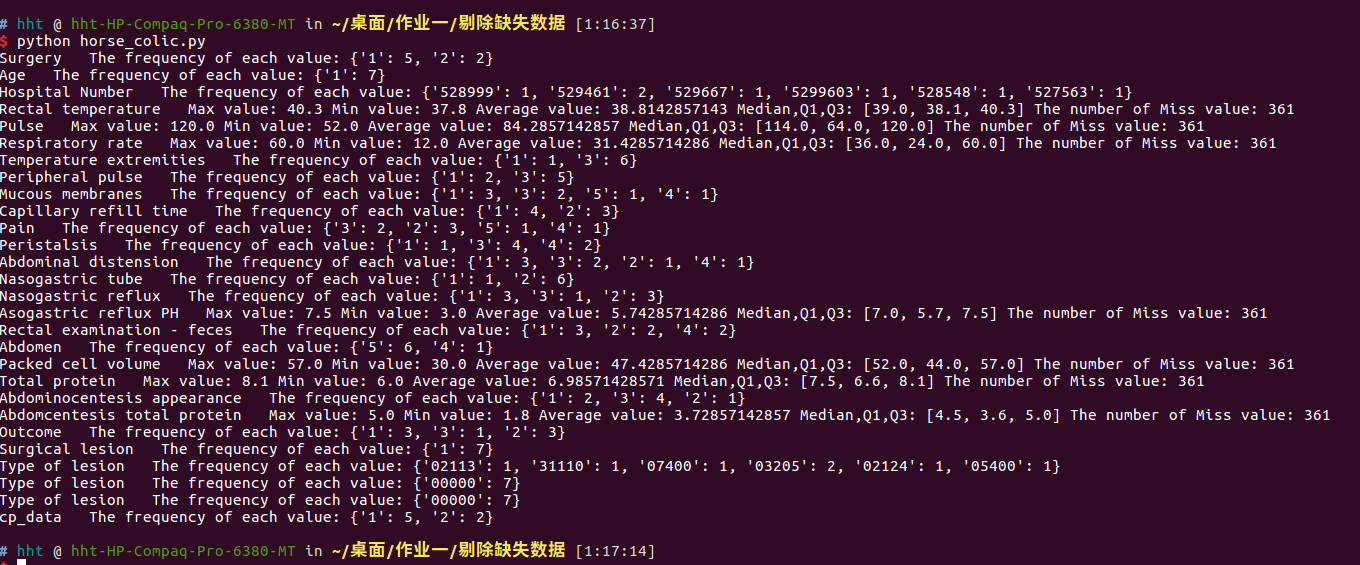 # hht @ hht-HP-Compaq-Pro-6380-MT in ~/桌面/作业一/剔除缺失数据 [1:16:37]
$ python horse_colic.py
Surgery   The frequency of each value: {'1': 5, '2': 2}
Age   The frequency of each value: {'1': 7}
Hospital Number   The frequency of each value: {'528999': 1, '529461': 2, '529667': 1, '5299603': 1, '528548': 1, '527563': 1}
Rectal temperature   Max value: 40.3 Min value: 37.8 Average value: 38.8142857143 Median,Q1,Q3: [39.0, 38.1, 40.3] The number of Miss value: 361
Pulse   Max value: 120.0 Min value: 52.0 Average value: 84.2857142857 Median,Q1,Q3: [114.0, 64.0, 120.0] The number of Miss value: 361
Respiratory rate   Max value: 60.0 Min value: 12.0 Average value: 31.4285714286 Median,Q1,Q3: [36.0, 24.0, 60.0] The number of Miss value: 361
Temperature extremities   The frequency of each value: {'1': 1, '3': 6}
Peripheral pulse   The frequency of each value: {'1': 2, '3': 5}
Mucous membranes   The frequency of each value: {'1': 3, '3': 2, '5': 1, '4': 1}
Capillary refill time   The frequency of each value: {'1': 4, '2': 3}
Pain   The frequency of each value: {'3': 2, '2': 3, '5': 1, '4': 1}
Peristalsis   The frequency of each value: {'1': 1, '3': 4, '4': 2}
Abdominal distension   The frequency of each value: {'1': 3, '3': 2, '2': 1, '4': 1}
Nasogastric tube   The frequency of each value: {'1': 1, '2': 6}
Nasogastric reflux   The frequency of each value: {'1': 3, '3': 1, '2': 3}
Asogastric reflux PH   Max value: 7.5 Min value: 3.0 Average value: 5.74285714286 Median,Q1,Q3: [7.0, 5.7, 7.5] The number of Miss value: 361
Rectal examination - feces   The frequency of each value: {'1': 3, '2': 2, '4': 2}
Abdomen   The frequency of each value: {'5': 6, '4': 1}
Packed cell volume   Max value: 57.0 Min value: 30.0 Average value: 47.4285714286 Median,Q1,Q3: [52.0, 44.0, 57.0] The number of Miss value: 361
Total protein   Max value: 8.1 Min value: 6.0 Average value: 6.98571428571 Median,Q1,Q3: [7.5, 6.6, 8.1] The number of Miss value: 361
Abdominocentesis appearance   The frequency of each value: {'1': 2, '3': 4, '2': 1}
Abdomcentesis total protein   Max value: 5.0 Min value: 1.8 Average value: 3.72857142857 Median,Q1,Q3: [4.5, 3.6, 5.0] The number of Miss value: 361
Outcome   The frequency of each value: {'1': 3, '3': 1, '2': 3}
Surgical lesion   The frequency of each value: {'1': 7}
Type of lesion   The frequency of each value: {'02113': 1, '31110': 1, '07400': 1, '03205': 2, '02124': 1, '05400': 1}
Type of lesion   The frequency of each value: {'00000': 7}
Type of lesion   The frequency of each value: {'00000': 7}
cp_data   The frequency of each value: {'1': 5, '2': 2}
# hht @ hht-HP-Compaq-Pro-6380-MT in ~/桌面/作业一/剔除缺失数据 [1:17:14]